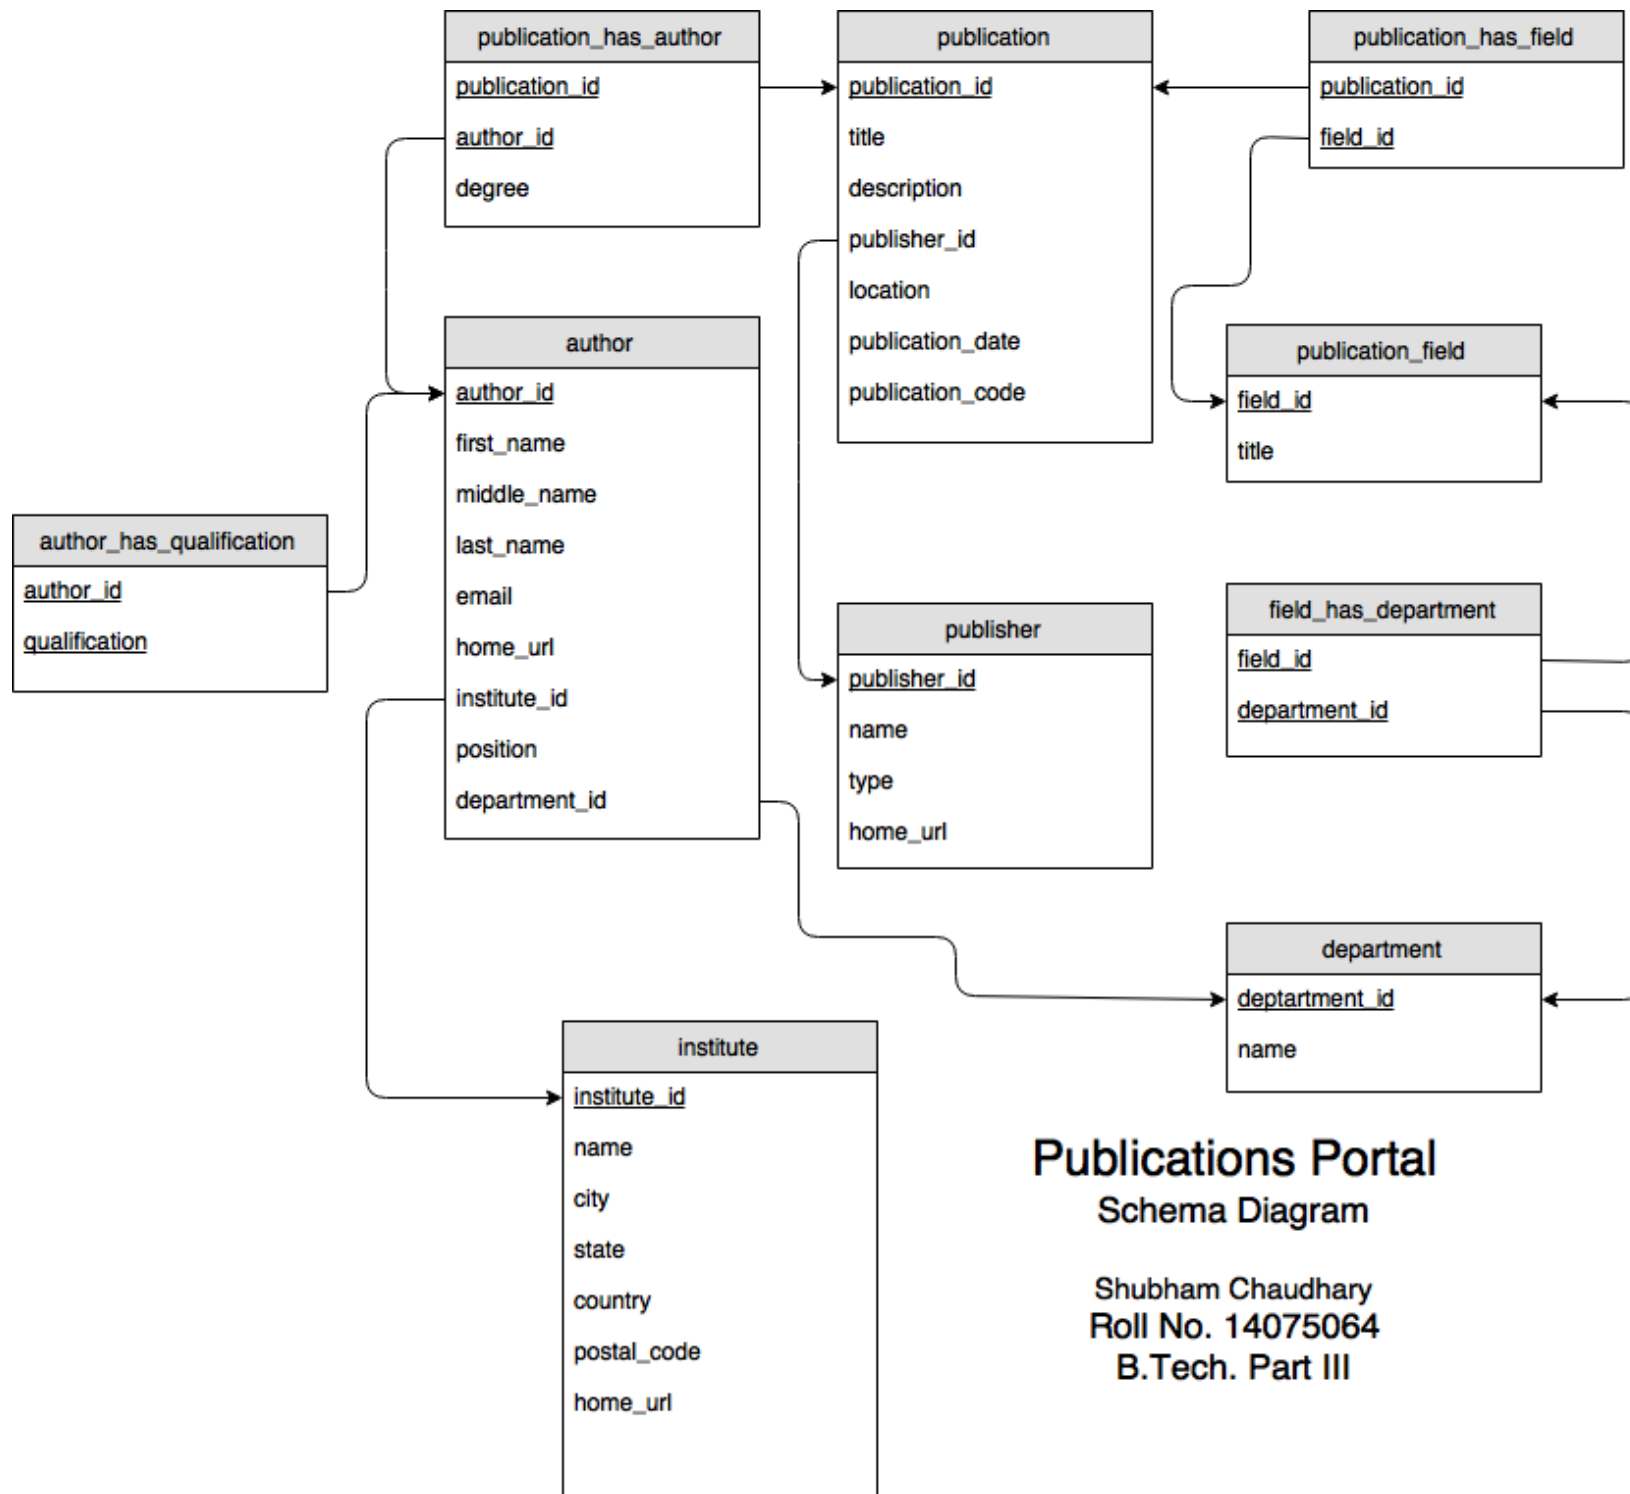 publication_has_author
publication_id
author_id
degree
publication
publication_id
title
description
publisher_id
location
publication_date
publication_code
publication_has_field
publication_id
field_id
author
author_id
first_name
middle_name
last_name
email
home_url
institute_id
position
department_id
publication_field
field_id
title
author_has_qualification
author_id
qualification
publisher
publisher_id
name
type
home_url
field_has_department
field_id
department_id
department
deptartment_id
name
institute
institute_id
name
city
state
country
postal_code
home_url
Publications Portal
Schema Diagram
Shubham Chaudhary
Roll No. 14075064
B.Tech. Part III